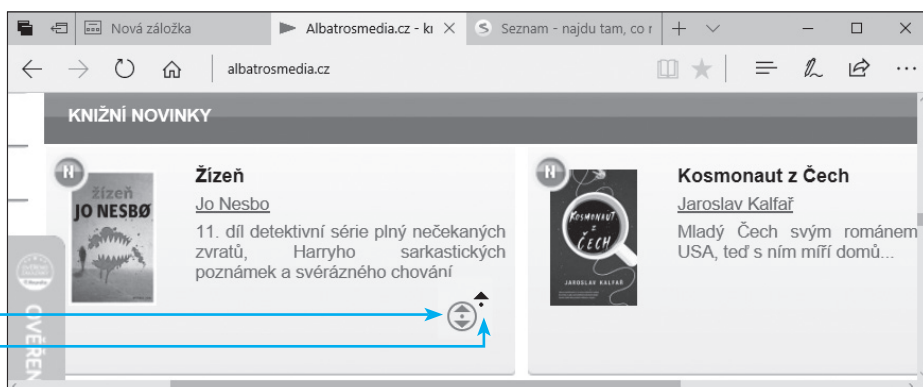 Nová záložka
Albatrosmedia.cz - kı
Seznam - najdu tam, co r
albatrosmedia.cz
KNIŽNÍ NOVINKY
N
žízeň
JO NESBØ
Žízeň
Jo Nesbo
11. díl detektivní série plný nečekaných
zvratů, Harryho sarkastických
poznámek a svérázného chování
N
KOSMONAUT
Z
ČECH
JAROSLAV KALFAŘ
Kosmonaut z Čech
Jaroslav Kalfař
Mladý Čech svým románem
USA, teď s ním míří domů...
OVĚŘEN